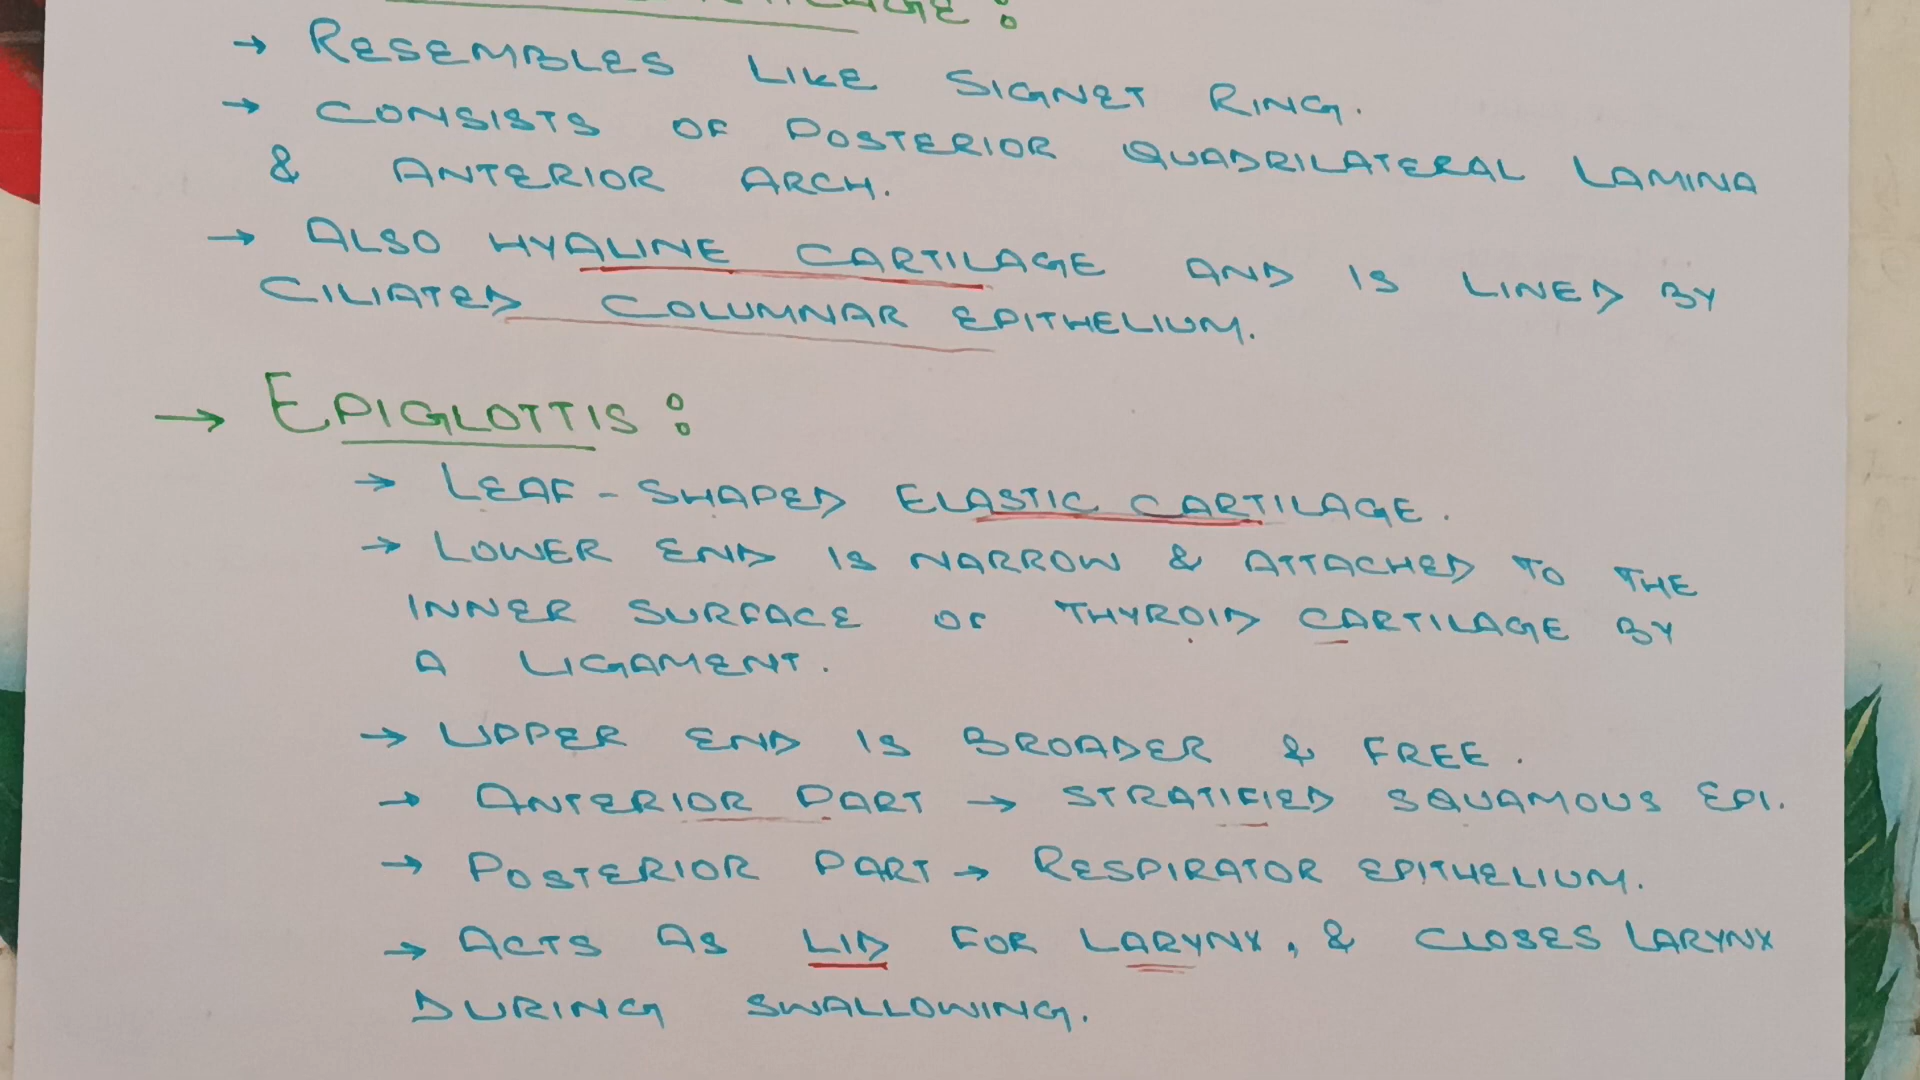 → RESEMBLES LIKE SIGNET RING.
→ CONSISTS OF POSTERIOR QUADRILATERAL LAMINA
& ANTERIOR ARCH.
→ ALSO HYALINE CARTILAGE AND IS LINED BY
CILIATED COLUMNAR EPITHELIUM.
→ EPIGLOTTIS:
→ LEAF-SHAPED ELASTIC CARTILAGE.
→ LOWER END IS NARROW & ATTACHED TO THE
INNER SURFACE OF THYROID CARTILAGE BY
A LIGAMENT.
→ UPPER END IS BROADER & FREE.
→ ANTERIOR PART → STRATIFIED SQUAMOUS EPI.
→ POSTERIOR PART → RESPIRATOR EPITHELIUM.
→ ACTS AS LID FOR LARYNX, & CLOSES LARYNX
DURING SWALLOWING.